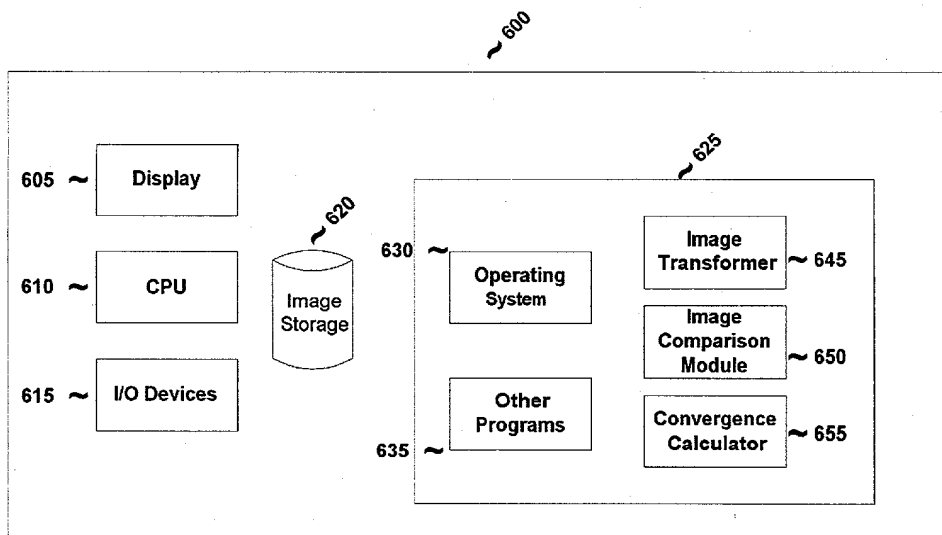 600
625
605 ~ Display
620
630 ~
Image
Transformer
~ 645
610 ~ CPU
Image
Storage
Operating
System
Image
Comparison
Module
~ 650
615 ~ I/O Devices
Other
Programs
635 ~
Convergence
Calculator
~ 655